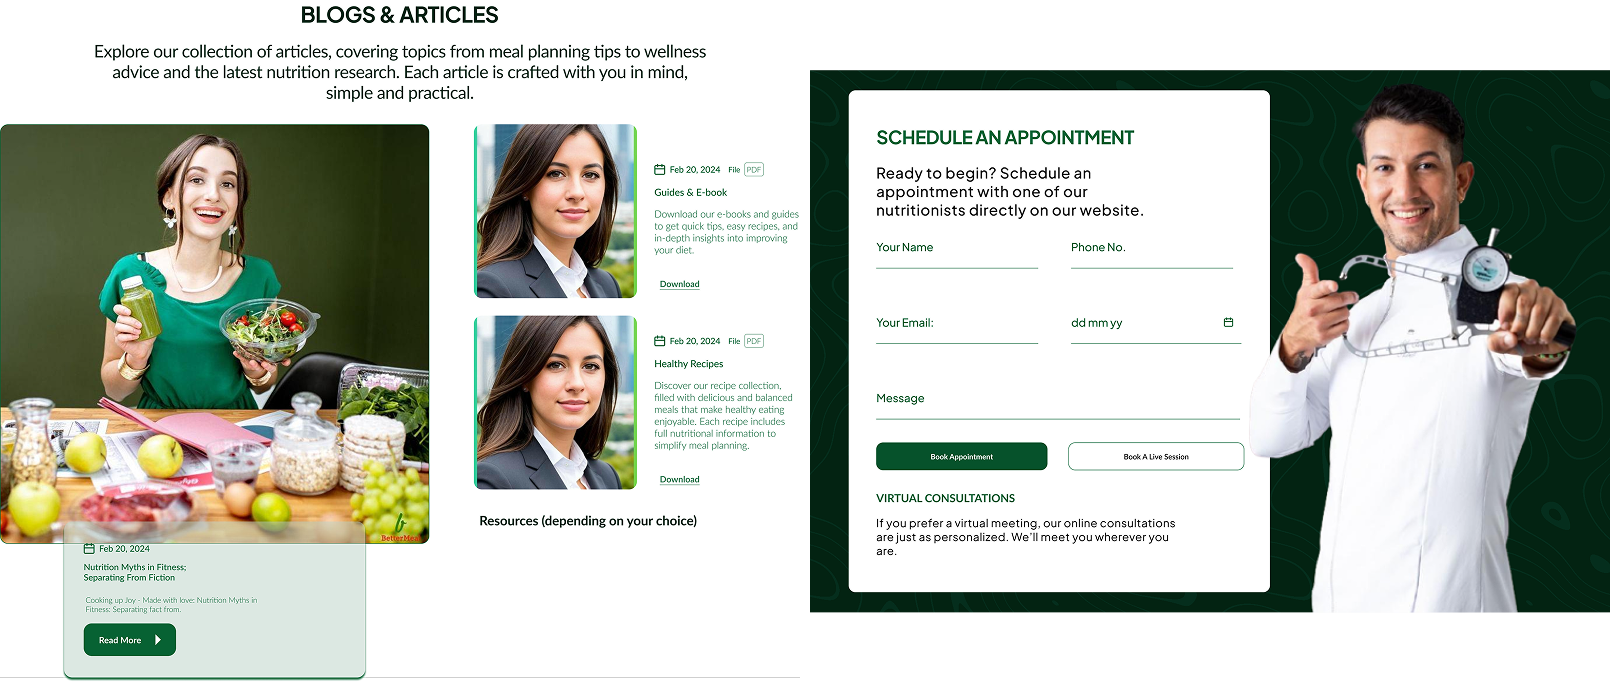 BLOGS & ARTICLES
Explore our collection of articles, covering topics from meal planning tips to wellness
advice and the latest nutrition research. Each article is crafted with you in mind,
simple and practical.
BetterMeal
Feb 20, 2024
Nutrition Myths in Fitness;
Separating From Fiction
Cooking up Joy - Made with love: Nutrition Myths in
Fitness: Separating fact from.
Read More
Feb 20, 2024 File PDF
Guides & E-book
Download our e-books and guides
to get quick tips, easy recipes, and
in-depth insights into improving
your diet.
Download
Feb 20, 2024 File PDF
Healthy Recipes
Discover our recipe collection,
filled with delicious and balanced
meals that make healthy eating
enjoyable. Each recipe includes
full nutritional information to
simplify meal planning.
Download
Resources (depending on your choice)
SCHEDULE AN APPOINTMENT
Ready to begin? Schedule an
appointment with one of our
nutritionists directly on our website.
Your Name
Phone No.
Your Email:
dd mm yy
Message
Book Appointment
Book A Live Session
VIRTUAL CONSULTATIONS
If you prefer a virtual meeting, our online consultations
are just as personalized. We'll meet you wherever you
are.